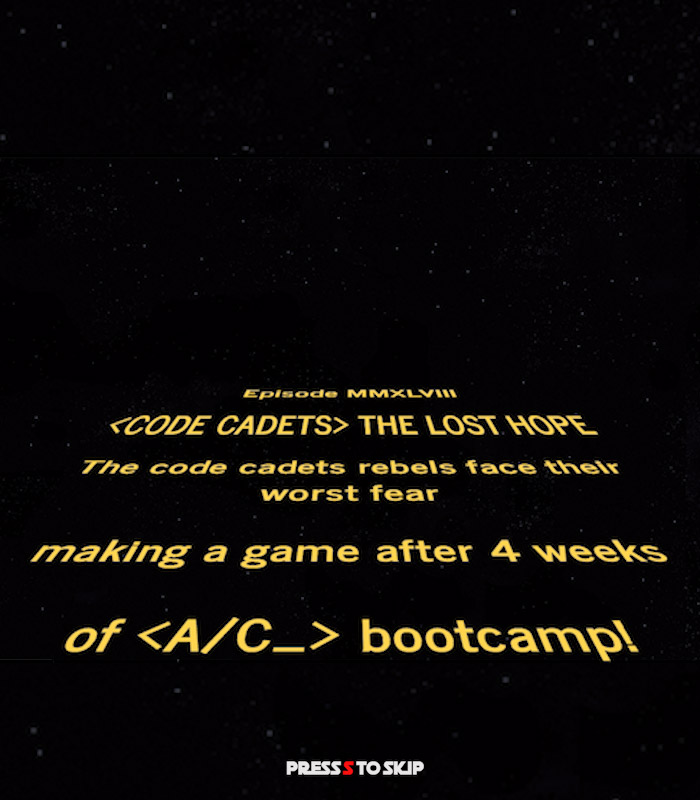 Episode MMXLVIII
<CODE CADETS> THE LOST HOPE
The code cadets rebels face their
worst fear
making a game after 4 weeks
of <A/C_> bootcamp!
PRESS S TO SKIP